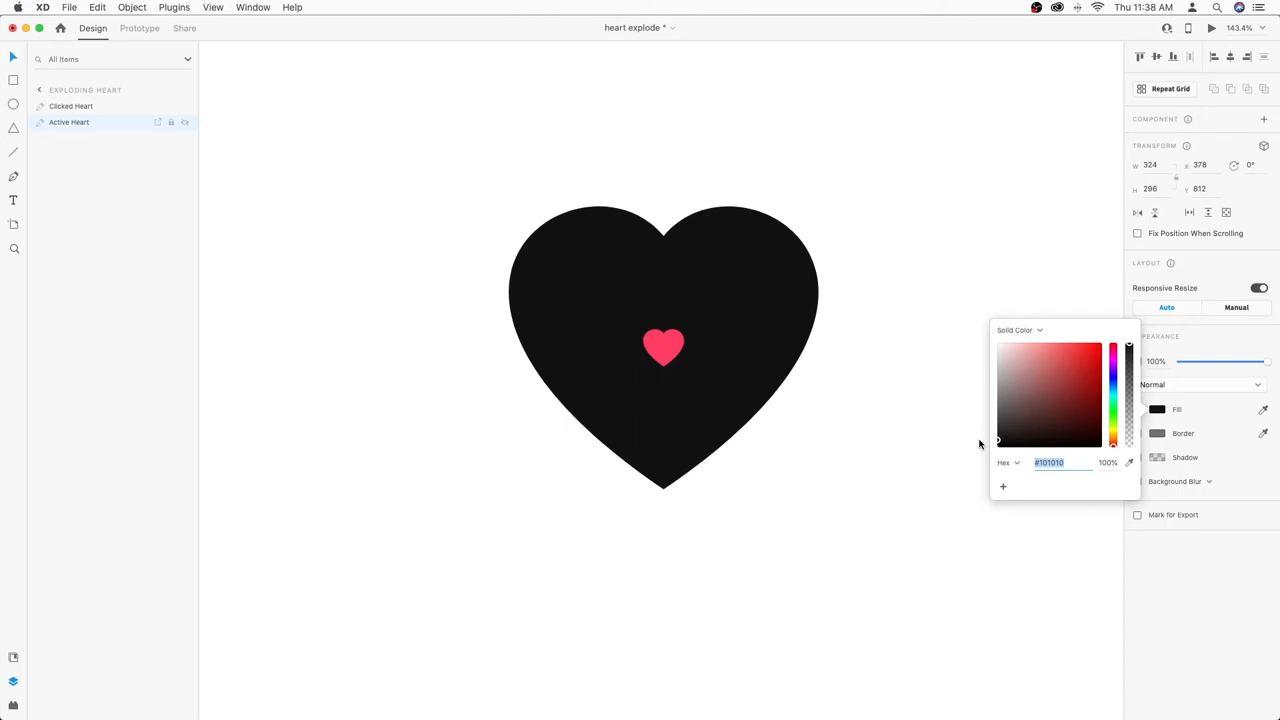 XD File Edit Object Plugins View Window Help Thu 11:38 AM
Design Prototype Share heart explode * 143.4%
All Items
EXPLODING HEART
Clicked Heart
Active Heart
Repeat Grid
COMPONENT
TRANSFORM
W 324 X 378 0°
H 296 Y 812
Fix Position When Scrolling
LAYOUT
Responsive Resize
Auto Manual
Solid Color
PPEARANCE
100%
Normal
Fill
Border
Shadow
Hex #101010 100%
Background Blur
Mark for Export
T